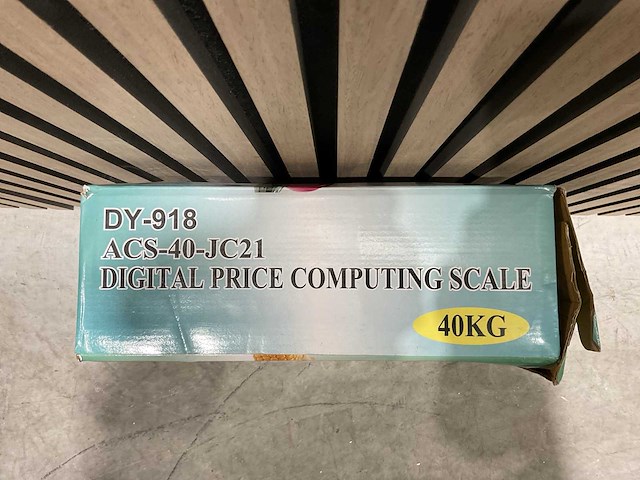 DY-918
ACS-40-JC21
DIGITAL PRICE COMPUTING SCALE
40KG